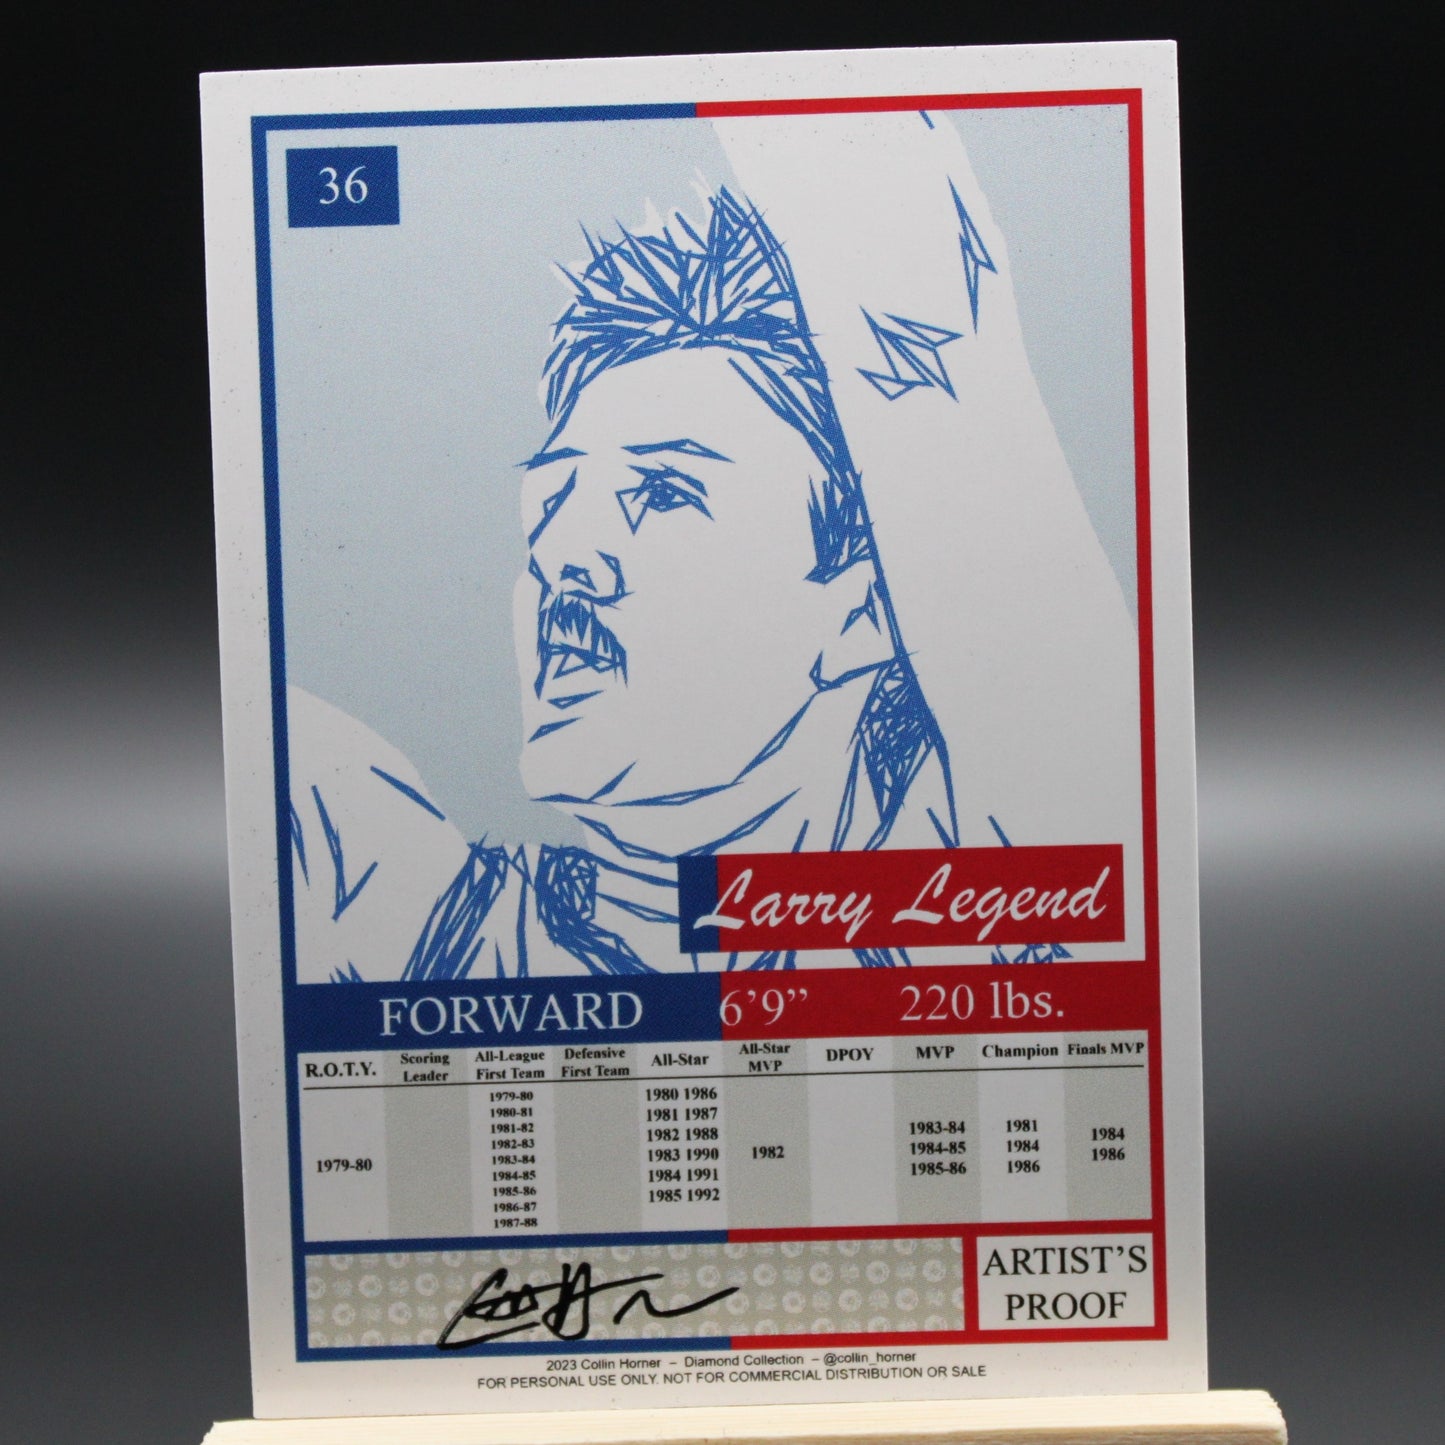 36
Larry Legend
FORWARD 6’9” 220 lbs.
R.O.T.Y.
Scoring
Leader
All-League
First Team
Defensive
First Team
All-Star
All-Star
MVP
DPOY
MVP
Champion
Finals MVP
1979-80
1979-80
1980-81
1981-82
1982-83
1983-84
1984-85
1985-86
1986-87
1987-88
1980 1986
1981 1987
1982 1988
1983 1990
1984 1991
1985 1992
1982
1983-84
1984-85
1985-86
1981
1984
1986
1984
1986
ARTIST’S
PROOF
2023 Collin Horner – Diamond Collection – @collin_horner
FOR PERSONAL USE ONLY. NOT FOR COMMERCIAL DISTRIBUTION OR SALE